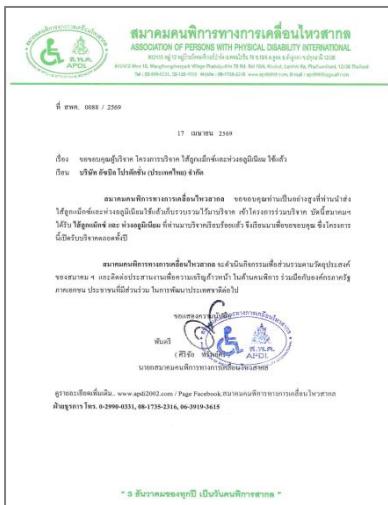 สมาคมคนพิการทางการเคลื่อนไหวสากล
ASSOCIATION OF PERSONS WITH PHYSICAL DISABILITY INTERNATIONAL
ส.พ.ค.
APDI
ที่ สพค. 0088 / 2569
17 เมษายน 2569
เรื่อง ขอขอบคุณผู้บริจาค โครงการบริจาค ไส้ลูกแม็กซ์และห่วงอลูมิเนียม ใช้แล้ว
เรียน บริษัท อัซบิล โปรดักชั่น (ประเทศไทย) จำกัด
สมาคมคนพิการทางการเคลื่อนไหวสากล ขอขอบคุณท่านเป็นอย่างสูงที่ท่านนำส่ง
ไส้ลูกแม็กซ์และห่วงอลูมิเนียมใช้แล้วเก็บรวบรวมไว้มาบริจาค เข้าโครงการร่วมบริจาค บัดนี้สมาคมฯ
ได้รับ ไส้ลูกแม็กซ์ และ ห่วงอลูมิเนียม ที่ท่านมาบริจาคเรียบร้อยแล้ว จึงเรียนมาเพื่อขอขอบคุณ ซึ่งโครงการ
นี้เปิดรับบริจาคตลอดทั้งปี
สมาคมคนพิการทางการเคลื่อนไหวสากล จะดำเนินกิจกรรมเพื่อส่วนรวมตามวัตถุประสงค์
ของสมาคม ฯ และติดต่อประสานงานเพื่อความเจริญก้าวหน้า ในด้านคนพิการ ร่วมมือกับองค์กรภาครัฐ
ภาคเอกชน ประชาชนที่มีส่วนร่วม ในการพัฒนาประเทศชาติต่อไป
ขอแสดงความนับถือ
พันตรี
ส.พ.ค.
APDI
นายกสมาคมคนพิการทางการเคลื่อนไหวสากล
ดูรายละเอียดเพิ่มเติม.. www.apdi2002.com / Page Facebook สมาคมคนพิการทางการเคลื่อนไหวสากล
ฝ่ายธุรการ โทร. 0-2990-0331, 08-1735-2316, 06-3919-3615
" 3 ธันวาคมของทุกปี เป็นวันคนพิการสากล "